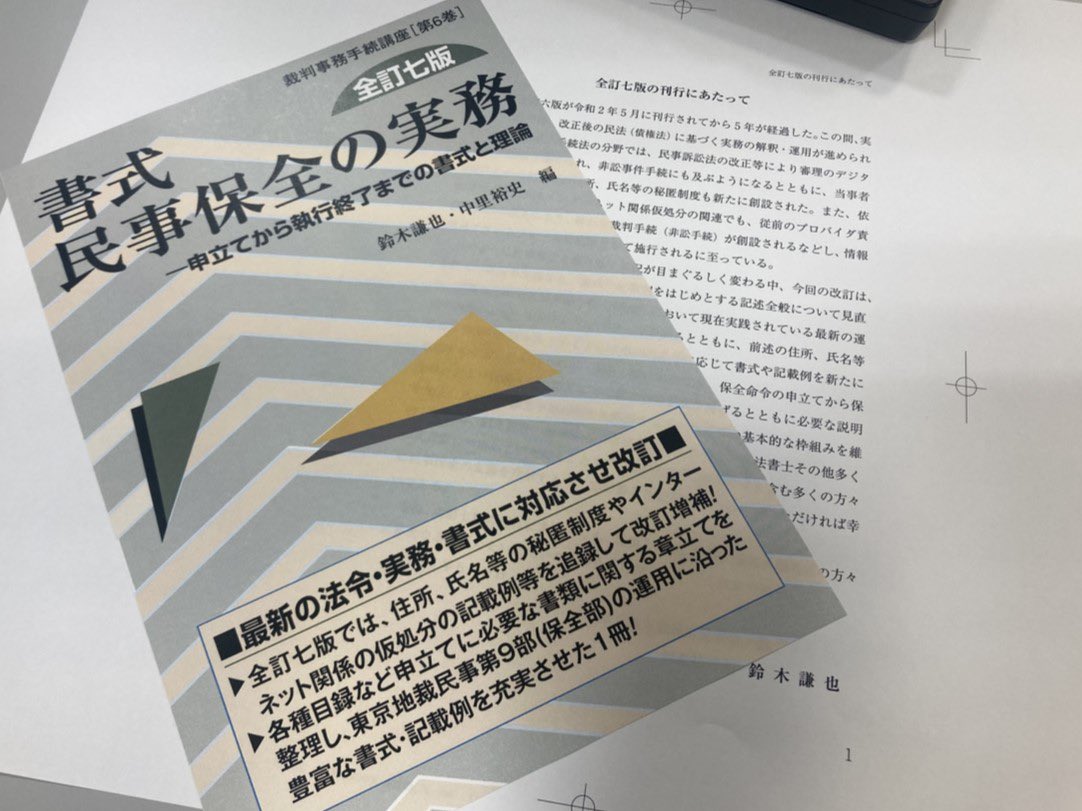 裁判事務手続講座[第6巻]
全訂七版
書式
民事保全の実務
―申立てから執行終了までの書式と理論
鈴木謙也・中里裕史 編
■最新の法令・実務・書式に対応させ改訂■
▶全訂七版では、住所、氏名等の秘匿制度やインター
ネット関係の仮処分の記載例等を追録して改訂増補!
▶各種目録など申立てに必要な書類に関する章立てを
整理し、東京地裁民事第9部(保全部)の運用に沿った
豊富な書式・記載例を充実させた1冊!
全訂七版の刊行にあたって
全訂七版の刊行にあたって
六版が令和2年5月に刊行されてから5年が経過した。この間、実
改正後の民法（債権法）に基づく実務の解釈・運用が進められ
手続法の分野では、民事訴訟法の改正等により審理のデジタ
れ、非訟事件手続にも及ぶようになるとともに、当事者
所、氏名等の秘匿制度も新たに創設された。また、依
ネット関係仮処分の関連でも、従前のプロバイダ責
裁判手続（非訟手続）が創設されるなどし、情報
て施行されるに至っている。
況が目まぐるしく変わる中、今回の改訂は、
をはじめとする記述全般について見直
おいて現在実践されている最新の運
るとともに、前述の住所、氏名等
応じて書式や記載例を新たに
保全命令の申立てから保
げるとともに必要な説明
基本的な枠組みを維
法書士その他多く
含む多くの方々
ただければ幸
の方々
鈴木謙也
1